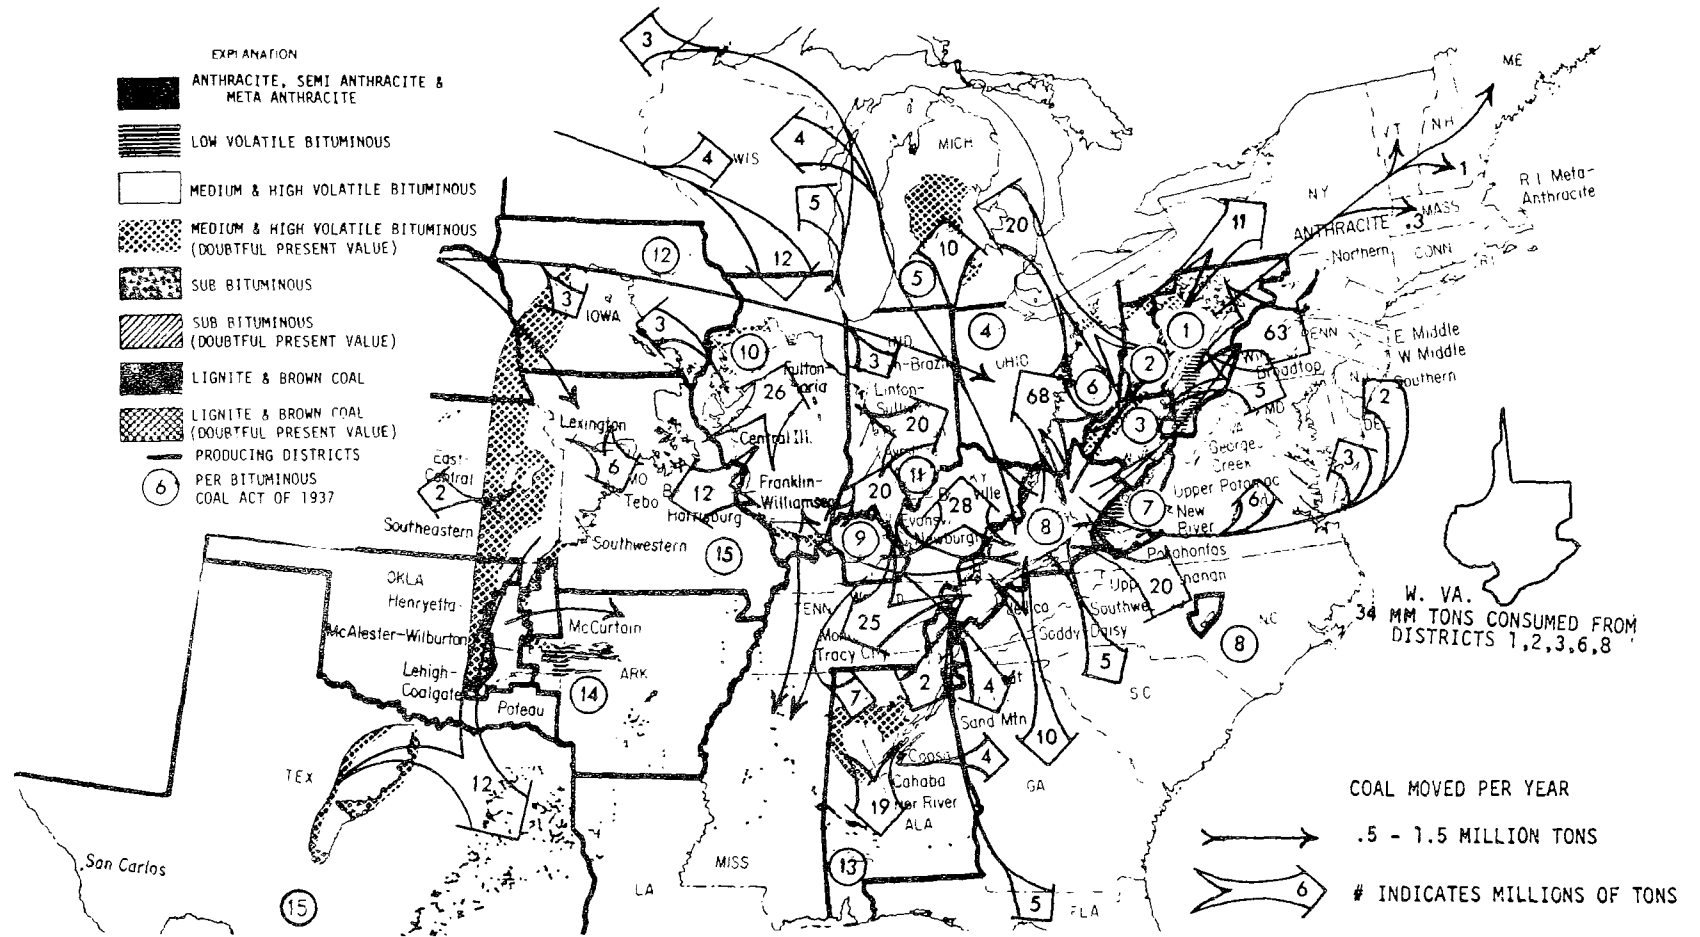 EXPLANATION
ANTHRACITE, SEMI ANTHRACITE &
META ANTHRACITE
LOW VOLATILE BITUMINOUS
MEDIUM & HIGH VOLATILE BITUMINOUS
MEDIUM & HIGH VOLATILE BITUMINOUS
(DOUBTFUL PRESENT VALUE)
SUB BITUMINOUS
SUB BITUMINOUS
(DOUBTFUL PRESENT VALUE)
LIGNITE & BROWN COAL
LIGNITE & BROWN COAL
(DOUBTFUL PRESENT VALUE)
PRODUCING DISTRICTS
6 PER BITUMINOUS
COAL ACT OF 1937
3
4
WIS
4
5
12
MICH
20
10
5
ME
VT
NH
1
NY
MASS
.3
R I Meta-
Anthracite
ANTHRACITE
Northern
CONN
RI
11
12
3
IOWA
3
10
26
IND
3
4
OHIO
68
6
1
2
3
63
PENN
E Middle
W Middle
Southern
Broadtop
5
MD
2
DEL
3
George
Creek
Upper Potomac
6
7
New
River
Pocahontas
Lexington
Central Ill.
20
6
MO
Tebo
12
Franklin-
Williamson
20
11
28
Newburgh
9
8
East-
Central
2
Southeastern
Southwestern
15
Harrisburg
OKLA
Henryetta-
McAlester-Wilburton
McCurtain
Lehigh-
Coalgate
Poteau
ARK
14
TENN
25
Tracy City
20
Soddy-Daisy
5
8
NC
SC
7
2
4
Sand Mtn
10
Coosa
4
Cahaba
19
ALA
GA
13
MISS
LA
5
FLA
TEX
12
San Carlos
15
W. VA.
34 MM TONS CONSUMED FROM
DISTRICTS 1,2,3,6,8
COAL MOVED PER YEAR
.5 - 1.5 MILLION TONS
6 # INDICATES MILLIONS OF TONS